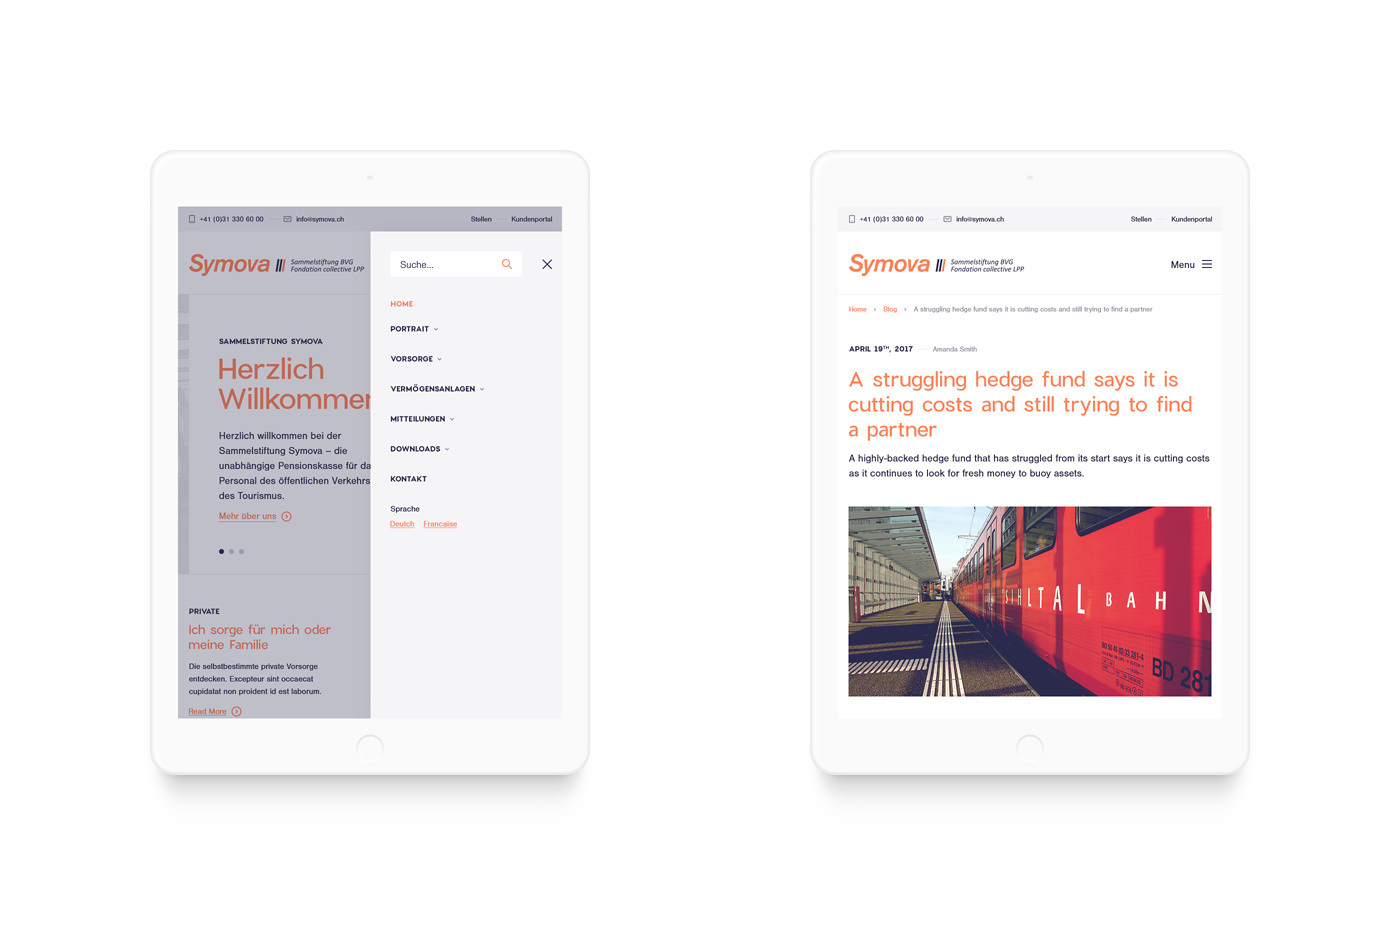 +41 (0)31 330 60 00
info@symova.ch
Stellen
Kundenportal
Symova
Sammelstiftung BVG
Fondation collective LPP
SAMMELSTIFTUNG SYMOVA
Herzlich
Willkommen
Herzlich willkommen bei der
Sammelstiftung Symova – die
unabhängige Pensionskasse für da
Personal des öffentlichen Verkehrs
des Tourismus.
Mehr über uns
PRIVATE
Ich sorge für mich oder
meine Familie
Die selbstbestimmte private Vorsorge
entdecken. Excepteur sint occaecat
cupidatat non proident id est laborum.
Read More
Suche...
HOME
PORTRAIT
VORSORGE
VERMÖGENSANLAGEN
MITTEILUNGEN
DOWNLOADS
KONTAKT
Sprache
Deutch Francaise
+41 (0)31 330 60 00
info@symova.ch
Stellen
Kundenportal
Symova
Sammelstiftung BVG
Fondation collective LPP
Menu
Home › Blog › A struggling hedge fund says it is cutting costs and still trying to find a partner
APRIL 19TH, 2017 Amanda Smith
A struggling hedge fund says it is
cutting costs and still trying to find
a partner
A highly-backed hedge fund that has struggled from its start says it is cutting costs
as it continues to look for fresh money to buoy assets.
SIHLTALBAHN
BD 281